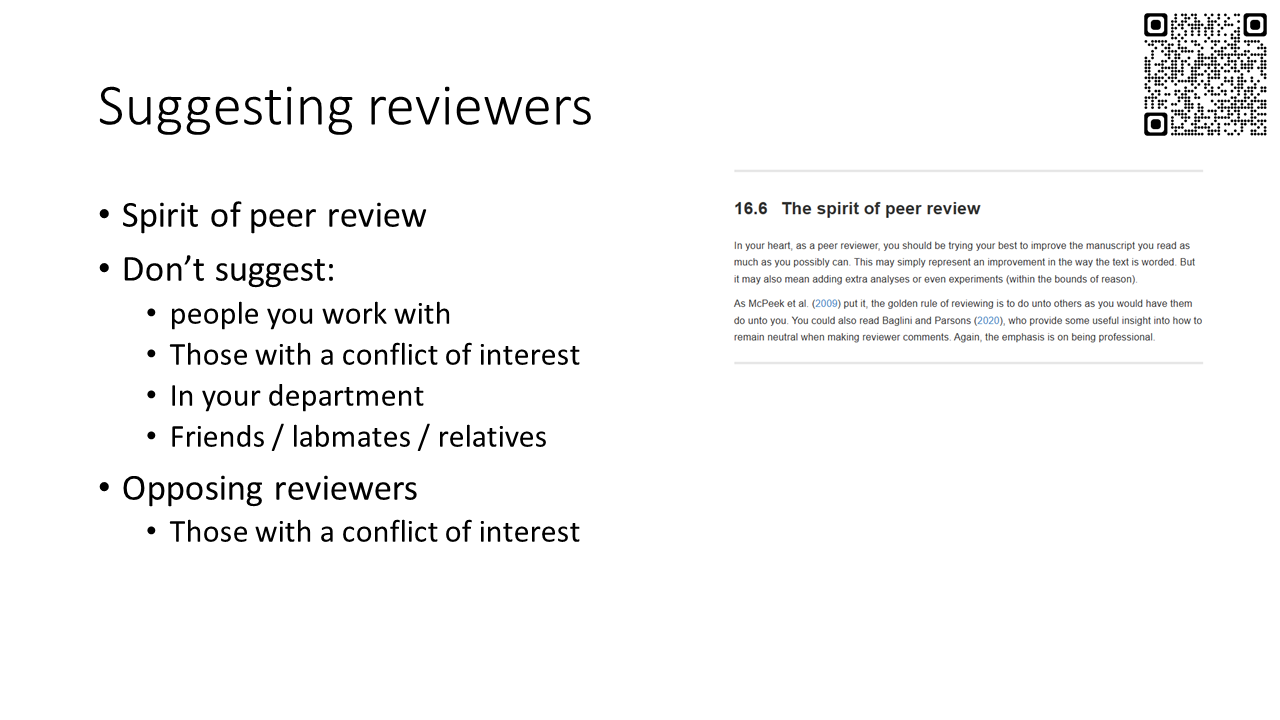 Suggesting reviewers
• Spirit of peer review
• Don’t suggest:
• people you work with
• Those with a conflict of interest
• In your department
• Friends / labmates / relatives
• Opposing reviewers
• Those with a conflict of interest
16.6 The spirit of peer review
In your heart, as a peer reviewer, you should be trying your best to improve the manuscript you read as
much as you possibly can. This may simply represent an improvement in the way the text is worded. But
it may also mean adding extra analyses or even experiments (within the bounds of reason).
As McPeek et al. (2009) put it, the golden rule of reviewing is to do unto others as you would have them
do unto you. You could also read Baglini and Parsons (2020), who provide some useful insight into how to
remain neutral when making reviewer comments. Again, the emphasis is on being professional.